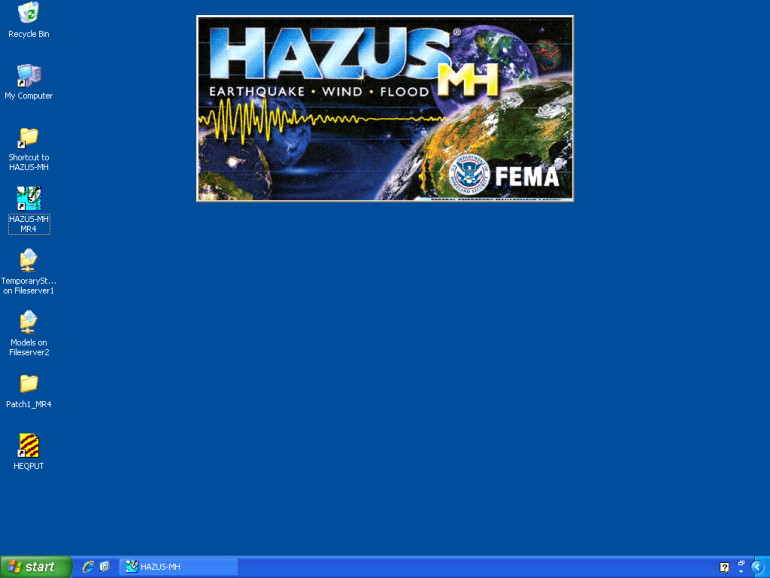 Recycle Bin
My Computer
Shortcut to
HAZUS-MH
HAZUS-MH
MR4
TemporarySt...
on Fileserver1
Models on
Fileserver2
Patch1_MR4
HEQPUT
HAZUS®
MH
EARTHQUAKE • WIND • FLOOD
FEMA
start
HAZUS-MH